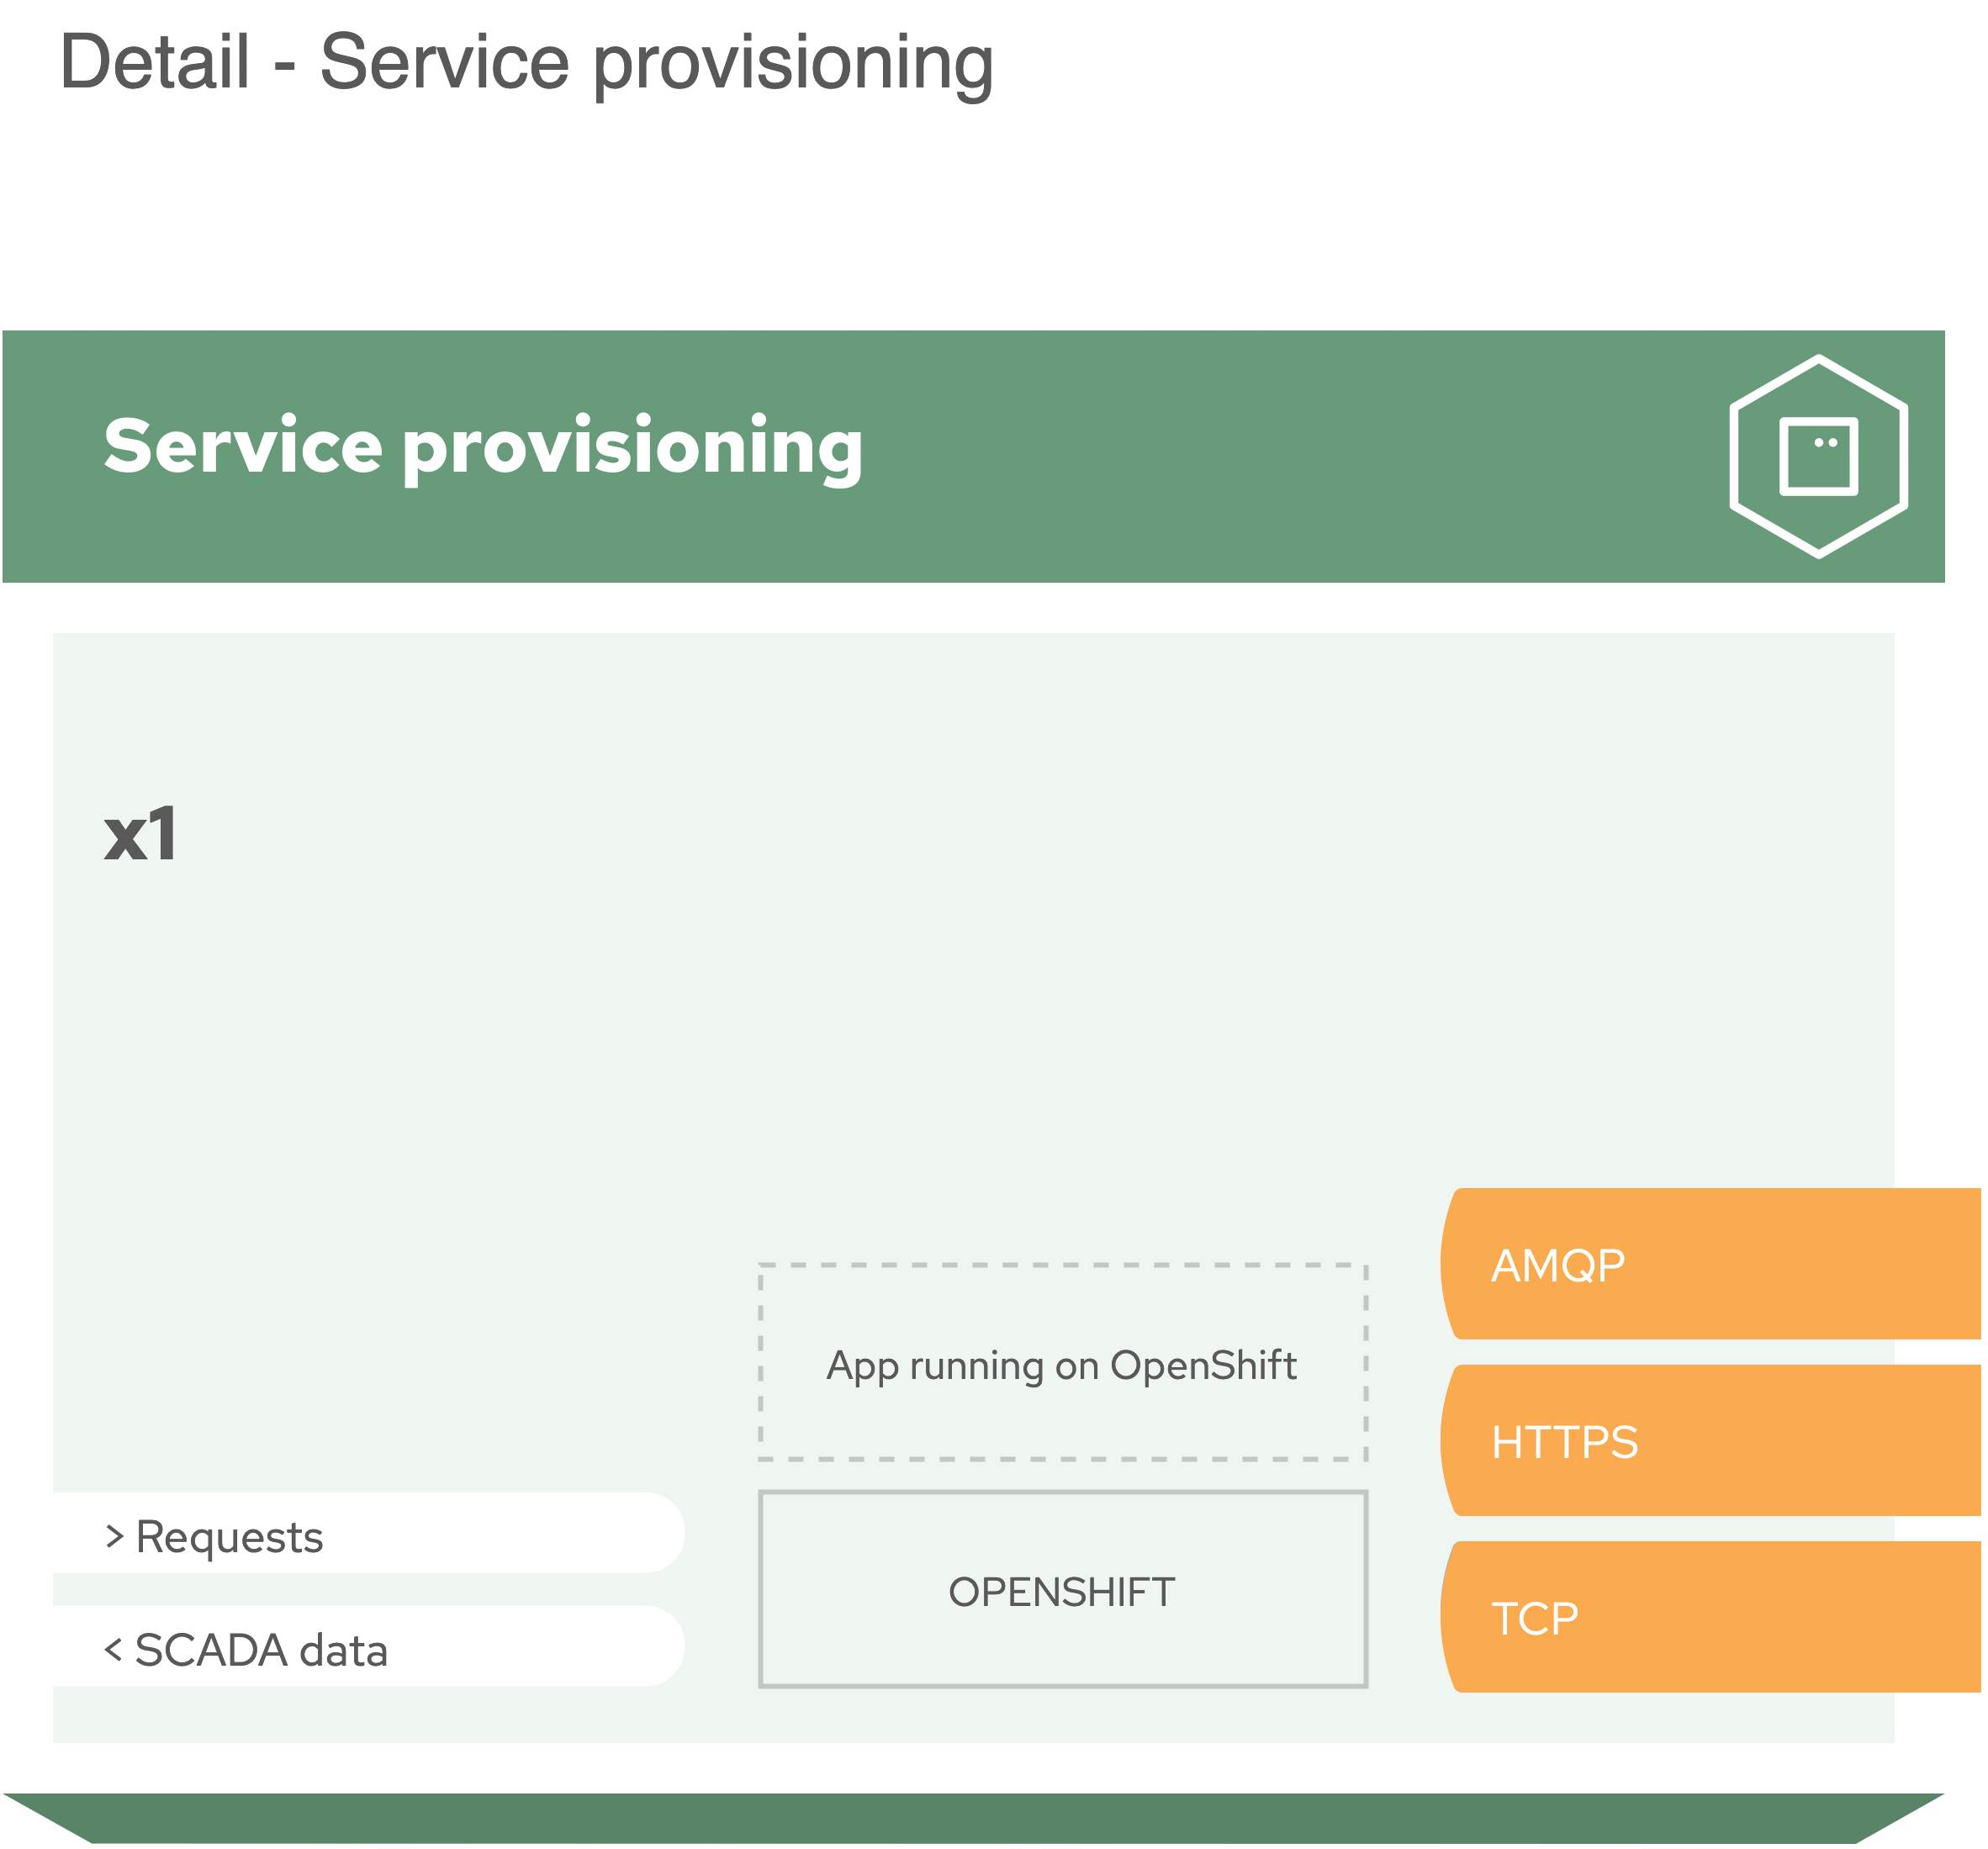 Detail - Service provisioning
Service provisioning
x1
> Requests
< SCADA data
App running on OpenShift
OPENSHIFT
AMQP
HTTPS
TCP